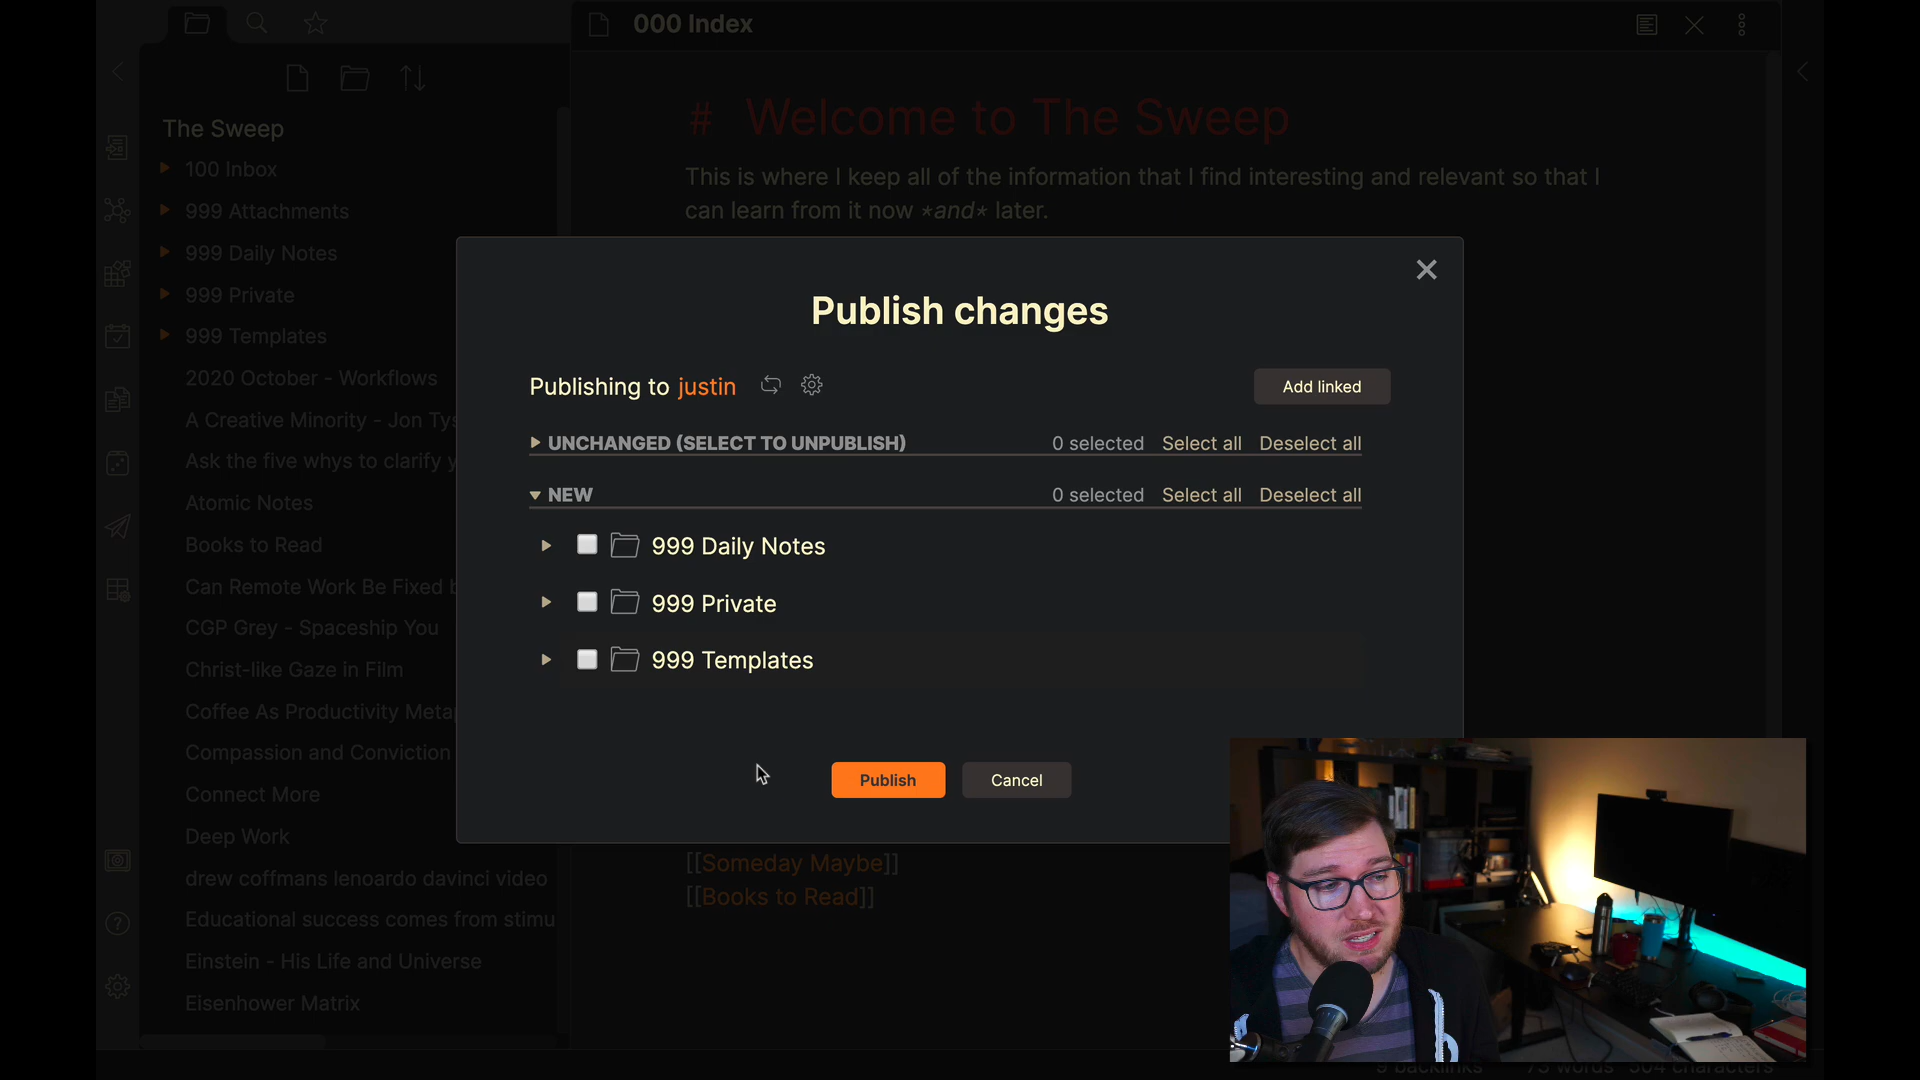 000 Index
The Sweep
100 Inbox
999 Attachments
999 Daily Notes
999 Private
999 Templates
2020 October - Workflows
A Creative Minority - Jon Tys
Ask the five whys to clarify y
Atomic Notes
Books to Read
Can Remote Work Be Fixed b
CGP Grey - Spaceship You
Christ-like Gaze in Film
Coffee As Productivity Metap
Compassion and Conviction
Connect More
Deep Work
drew coffmans lenoardo davinci video
Educational success comes from stimu
Einstein - His Life and Universe
Eisenhower Matrix
# Welcome to The Sweep
This is where I keep all of the information that I find interesting and relevant so that I
can learn from it now *and* later.
Publish changes
Publishing to justin
Add linked
UNCHANGED (SELECT TO UNPUBLISH) 0 selected Select all Deselect all
NEW 0 selected Select all Deselect all
999 Daily Notes
999 Private
999 Templates
Publish Cancel
[[Someday Maybe]]
[[Books to Read]]
9 backlinks 73 words 504 characters